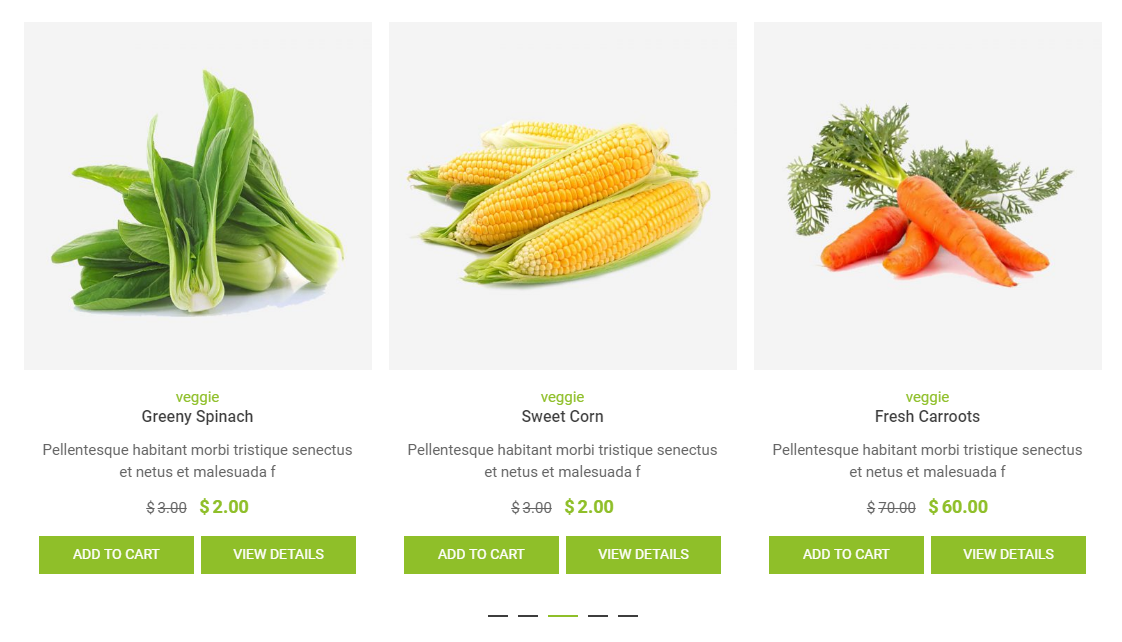 veggie
Greeny Spinach
Pellentesque habitant morbi tristique senectus
et netus et malesuada f
$ 3.00 $ 2.00
ADD TO CART VIEW DETAILS
veggie
Sweet Corn
Pellentesque habitant morbi tristique senectus
et netus et malesuada f
$ 3.00 $ 2.00
ADD TO CART VIEW DETAILS
veggie
Fresh Carroots
Pellentesque habitant morbi tristique senectus
et netus et malesuada f
$ 70.00 $ 60.00
ADD TO CART VIEW DETAILS